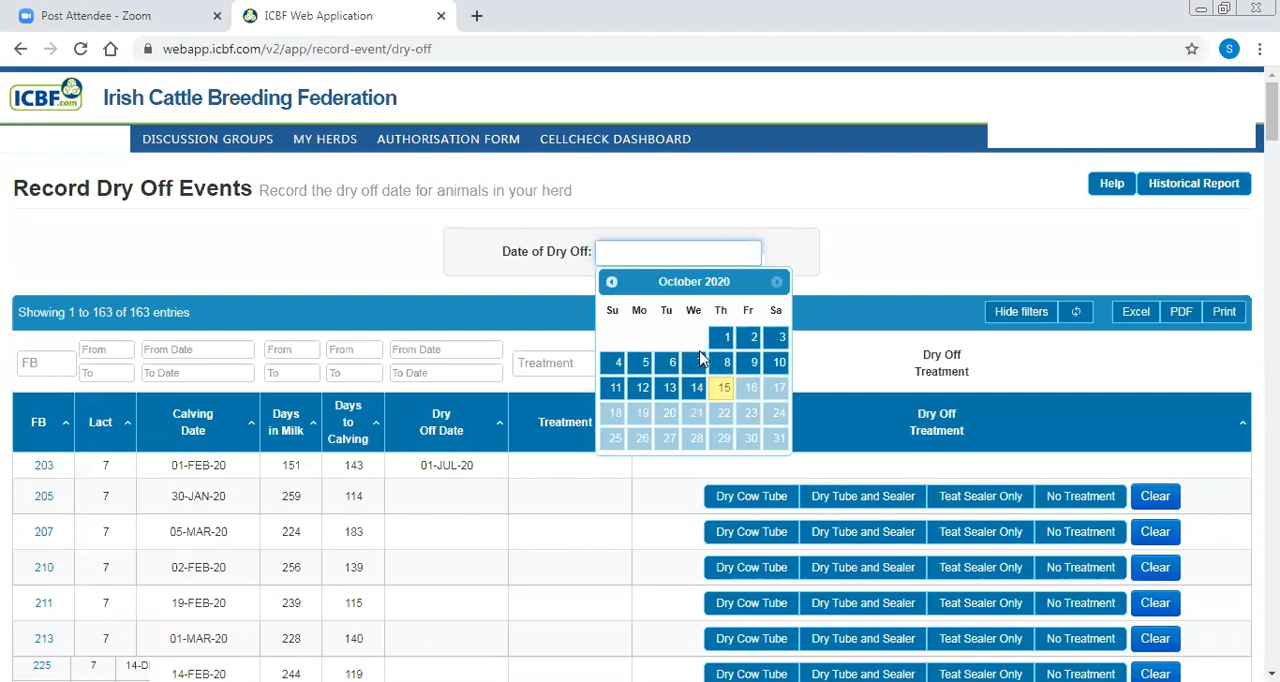 Post Attendee - Zoom
ICBF Web Application
webapp.icbf.com/v2/app/record-event/dry-off
S
ICBF.com
Irish Cattle Breeding Federation
DISCUSSION GROUPS MY HERDS AUTHORISATION FORM CELLCHECK DASHBOARD
Record Dry Off Events Record the dry off date for animals in your herd
Help Historical Report
Date of Dry Off:
October 2020
Su Mo Tu We Th Fr Sa
1 2 3
4 5 6 8 9 10
11 12 13 14 15 16 17
18 19 20 21 22 23 24
25 26 27 28 29 30 31
Showing 1 to 163 of 163 entries
Hide filters Excel PDF Print
FB From From Date From From From Date Treatment Dry Off
To To Date To To To Date Treatment
FB Lact Calving Date Days in Milk Days to Calving Dry Off Date Treatment Dry Off Treatment
203 7 01-FEB-20 151 143 01-JUL-20
205 7 30-JAN-20 259 114 Dry Cow Tube Dry Tube and Sealer Teat Sealer Only No Treatment Clear
207 7 05-MAR-20 224 183 Dry Cow Tube Dry Tube and Sealer Teat Sealer Only No Treatment Clear
210 7 02-FEB-20 256 139 Dry Cow Tube Dry Tube and Sealer Teat Sealer Only No Treatment Clear
211 7 19-FEB-20 239 115 Dry Cow Tube Dry Tube and Sealer Teat Sealer Only No Treatment Clear
213 7 01-MAR-20 228 140 Dry Cow Tube Dry Tube and Sealer Teat Sealer Only No Treatment Clear
225 7 14-D
14-FEB-20 244 119 Dry Cow Tube Dry Tube and Sealer Teat Sealer Only No Treatment Clear